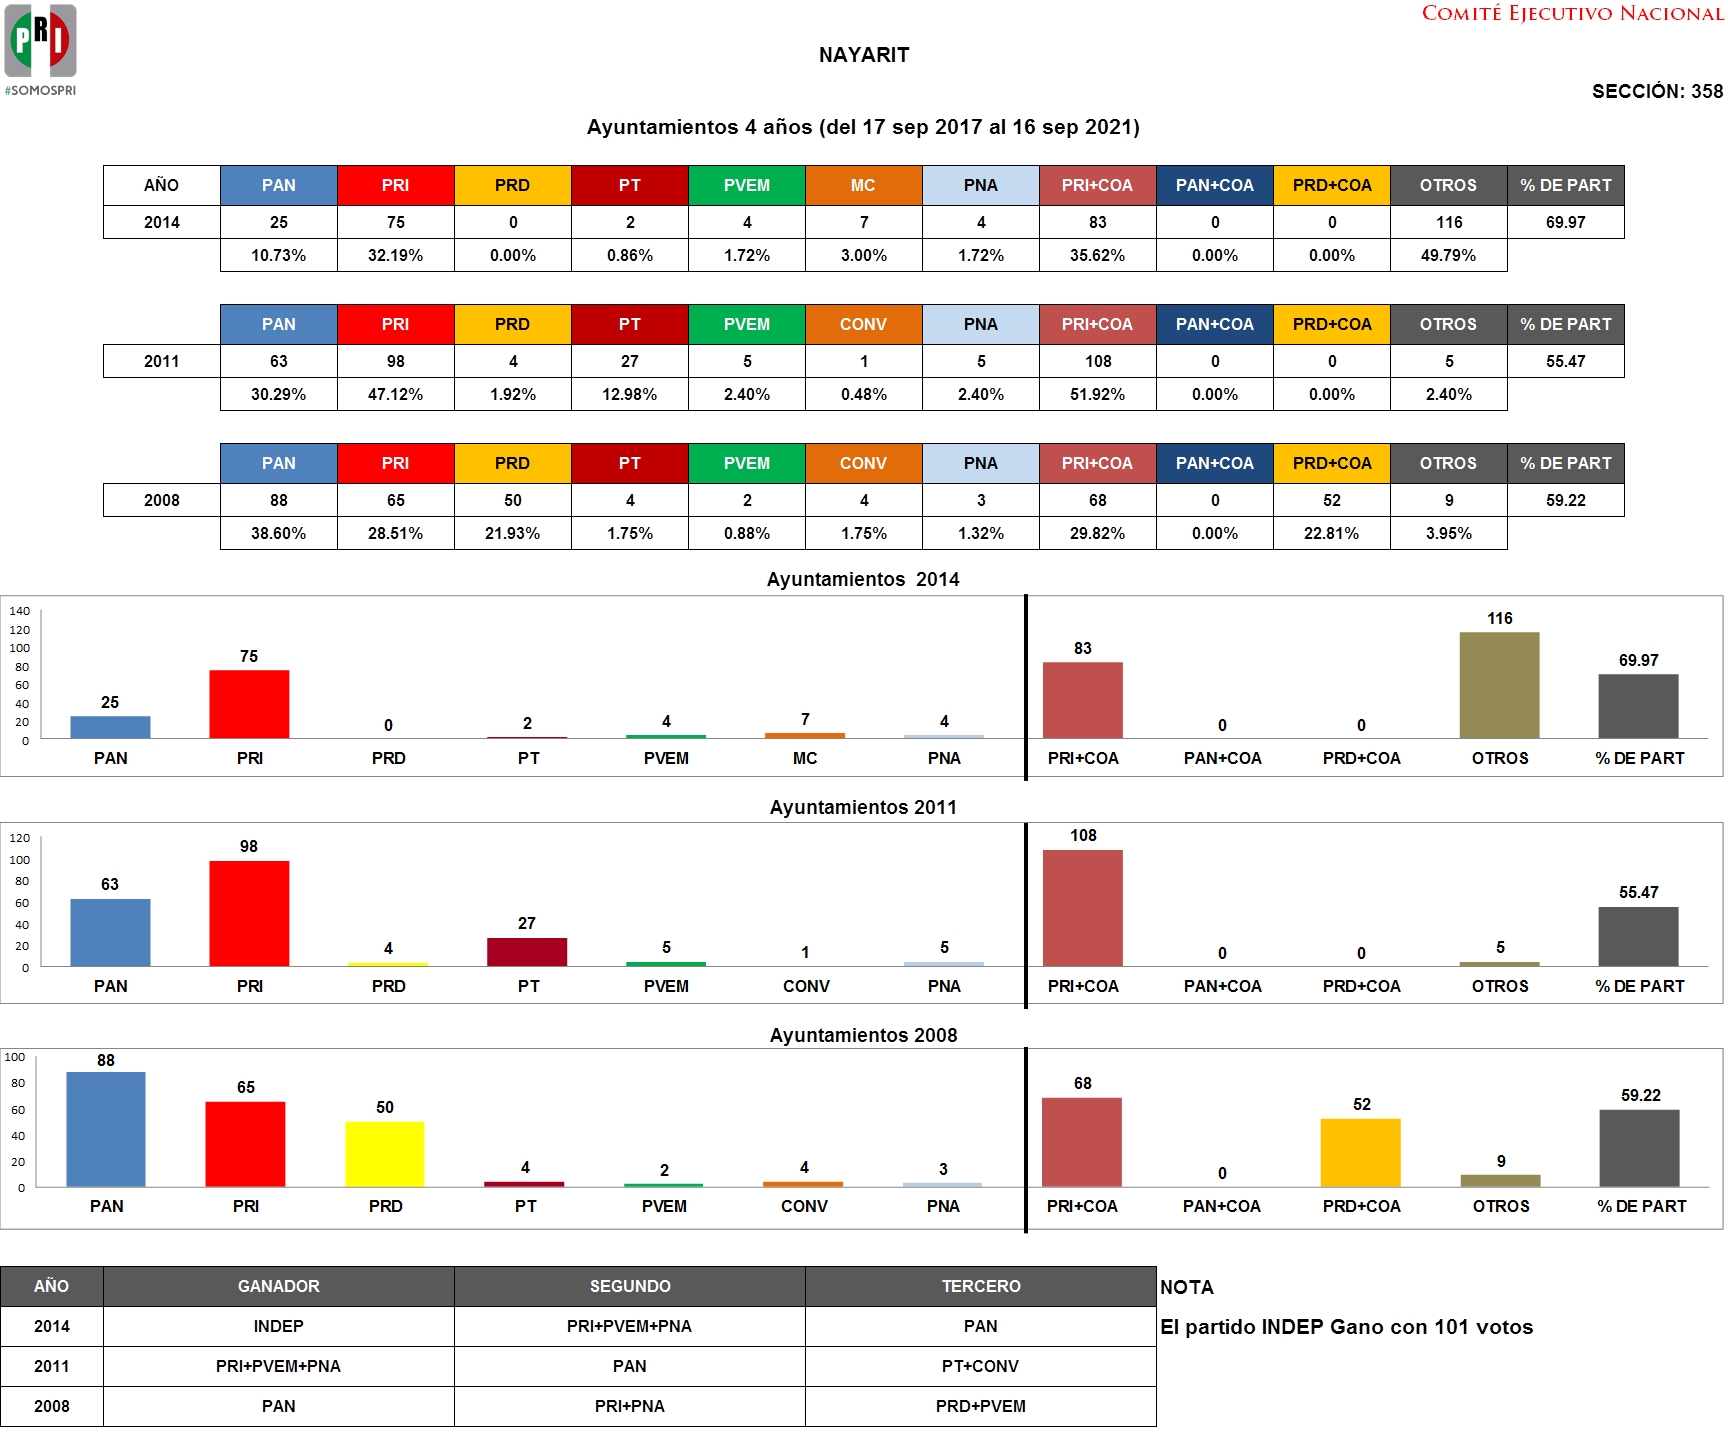 COMITÉ EJECUTIVO NACIONAL
PRI
#SOMOSPRI
NAYARIT
SECCIÓN: 358
Ayuntamientos 4 años (del 17 sep 2017 al 16 sep 2021)
AÑO PAN PRI PRD PT PVEM MC PNA PRI+COA PAN+COA PRD+COA OTROS % DE PART
2014 25 75 0 2 4 7 4 83 0 0 116 69.97
10.73% 32.19% 0.00% 0.86% 1.72% 3.00% 1.72% 35.62% 0.00% 0.00% 49.79%
PAN PRI PRD PT PVEM CONV PNA PRI+COA PAN+COA PRD+COA OTROS % DE PART
2011 63 98 4 27 5 1 5 108 0 0 5 55.47
30.29% 47.12% 1.92% 12.98% 2.40% 0.48% 2.40% 51.92% 0.00% 0.00% 2.40%
PAN PRI PRD PT PVEM CONV PNA PRI+COA PAN+COA PRD+COA OTROS % DE PART
2008 88 65 50 4 2 4 3 68 0 52 9 59.22
38.60% 28.51% 21.93% 1.75% 0.88% 1.75% 1.32% 29.82% 0.00% 22.81% 3.95%
Ayuntamientos 2014
140
120
100
80
60
40
20
0
25 75 0 2 4 7 4 83 0 0 116 69.97
PAN PRI PRD PT PVEM MC PNA PRI+COA PAN+COA PRD+COA OTROS % DE PART
Ayuntamientos 2011
120
100
80
60
40
20
0
63 98 4 27 5 1 5 108 0 0 5 55.47
PAN PRI PRD PT PVEM CONV PNA PRI+COA PAN+COA PRD+COA OTROS % DE PART
Ayuntamientos 2008
100
80
60
40
20
0
88 65 50 4 2 4 3 68 0 52 9 59.22
PAN PRI PRD PT PVEM CONV PNA PRI+COA PAN+COA PRD+COA OTROS % DE PART
AÑO GANADOR SEGUNDO TERCERO NOTA
2014 INDEP PRI+PVEM+PNA PAN El partido INDEP Gano con 101 votos
2011 PRI+PVEM+PNA PAN PT+CONV
2008 PAN PRI+PNA PRD+PVEM